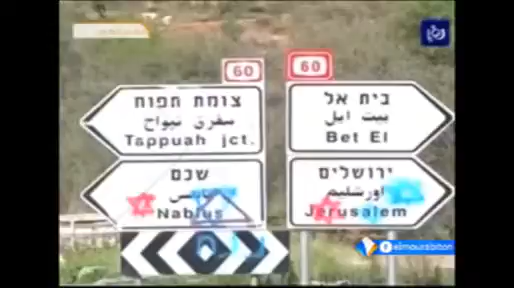 60
60
צומת תפוח
مفرق تبواح
Tappuah jct.
בית אל
بيت ايل
Bet El
שכם
Nablus
ירושלים
اورشليم
Jerusalem
elmourabiton